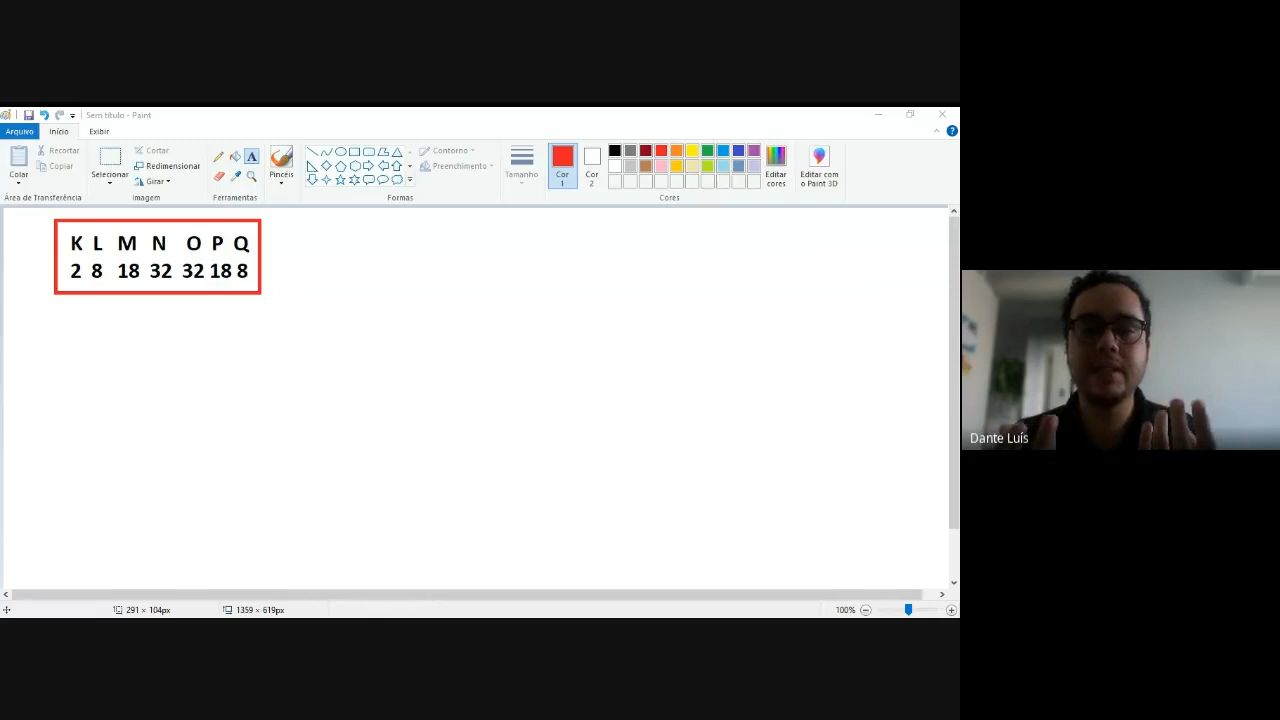 Sem título - Paint
Arquivo Início Exibir
Colar
Recortar
Copiar
Área de Transferência
Selecionar
Cortar
Redimensionar
Girar
Imagem
A
Ferramentas
Pincéis
Contorno
Preenchimento
Formas
Tamanho
Cor 1
Cor 2
Editar cores
Editar com o Paint 3D
Cores
K L M N O P Q
2 8 18 32 32 18 8
Dante Luís
291 × 104px 1359 × 619px 100%